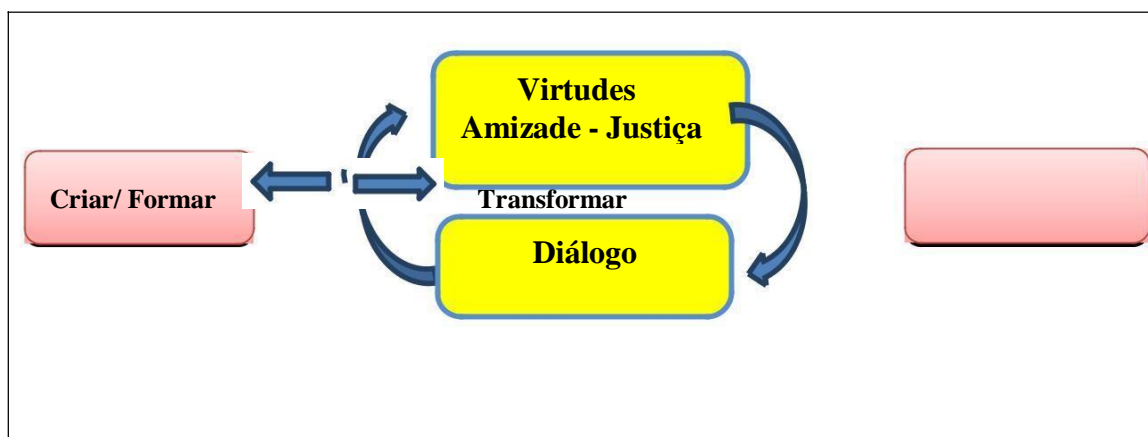 Virtudes
Amizade - Justiça
Criar/ Formar
Transformar
Diálogo